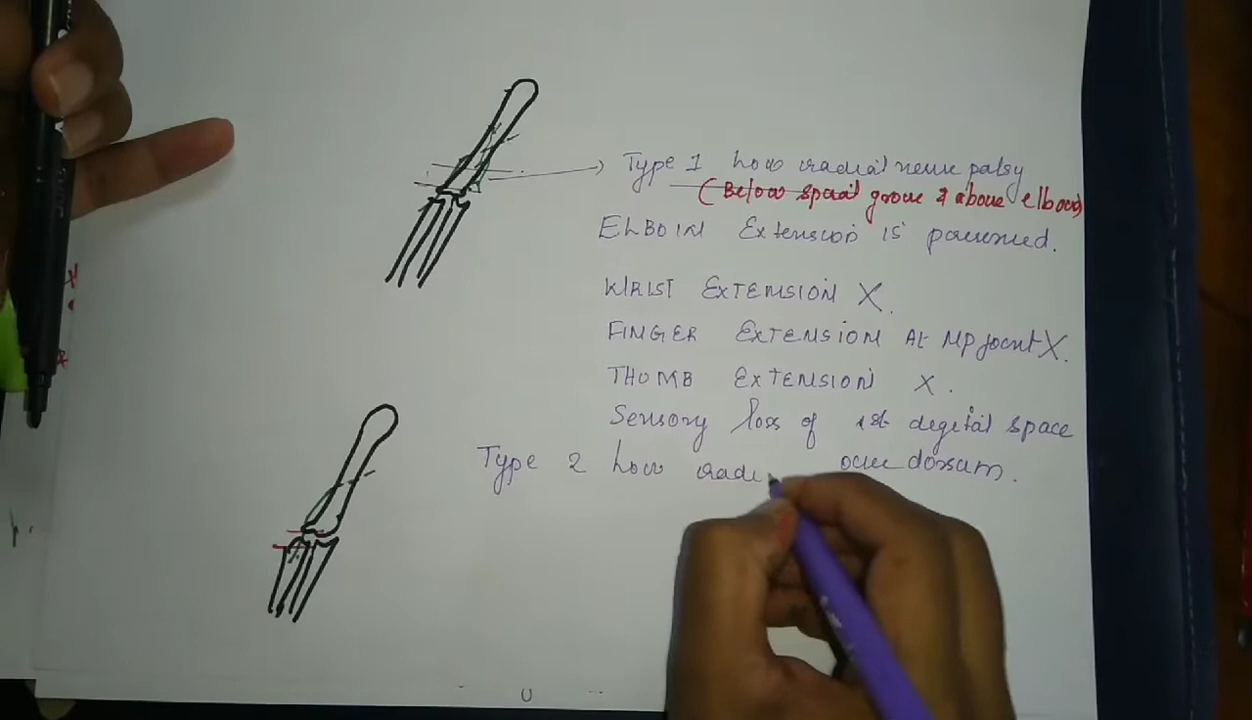 Type 1 Low radial nerve palsy
(Below spiral groove & above elbow)
ELBOW Extension is preserved.
WRIST EXTENSION X.
FINGER EXTENSION At MP joint X.
THUMB EXTENSION X.
Sensory loss of 1st degital space
over dorsum.
Type 2 Low radi